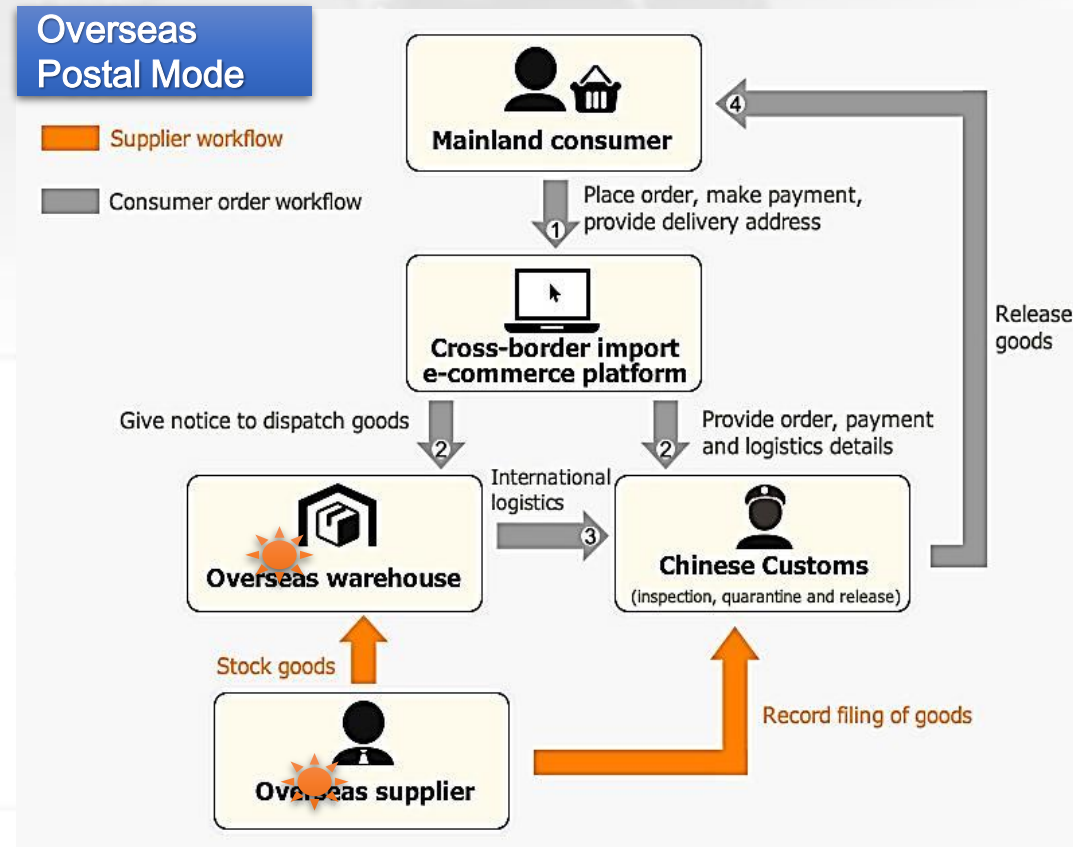 Overseas
Postal Mode
Supplier workflow
Consumer order workflow
Mainland consumer
4
Place order, make payment,
provide delivery address
1
Cross-border import
e-commerce platform
Release
goods
Give notice to dispatch goods
2
Provide order, payment
and logistics details
2
International
logistics
3
Overseas warehouse
Chinese Customs
(inspection, quarantine and release)
Stock goods
Record filing of goods
Overseas supplier